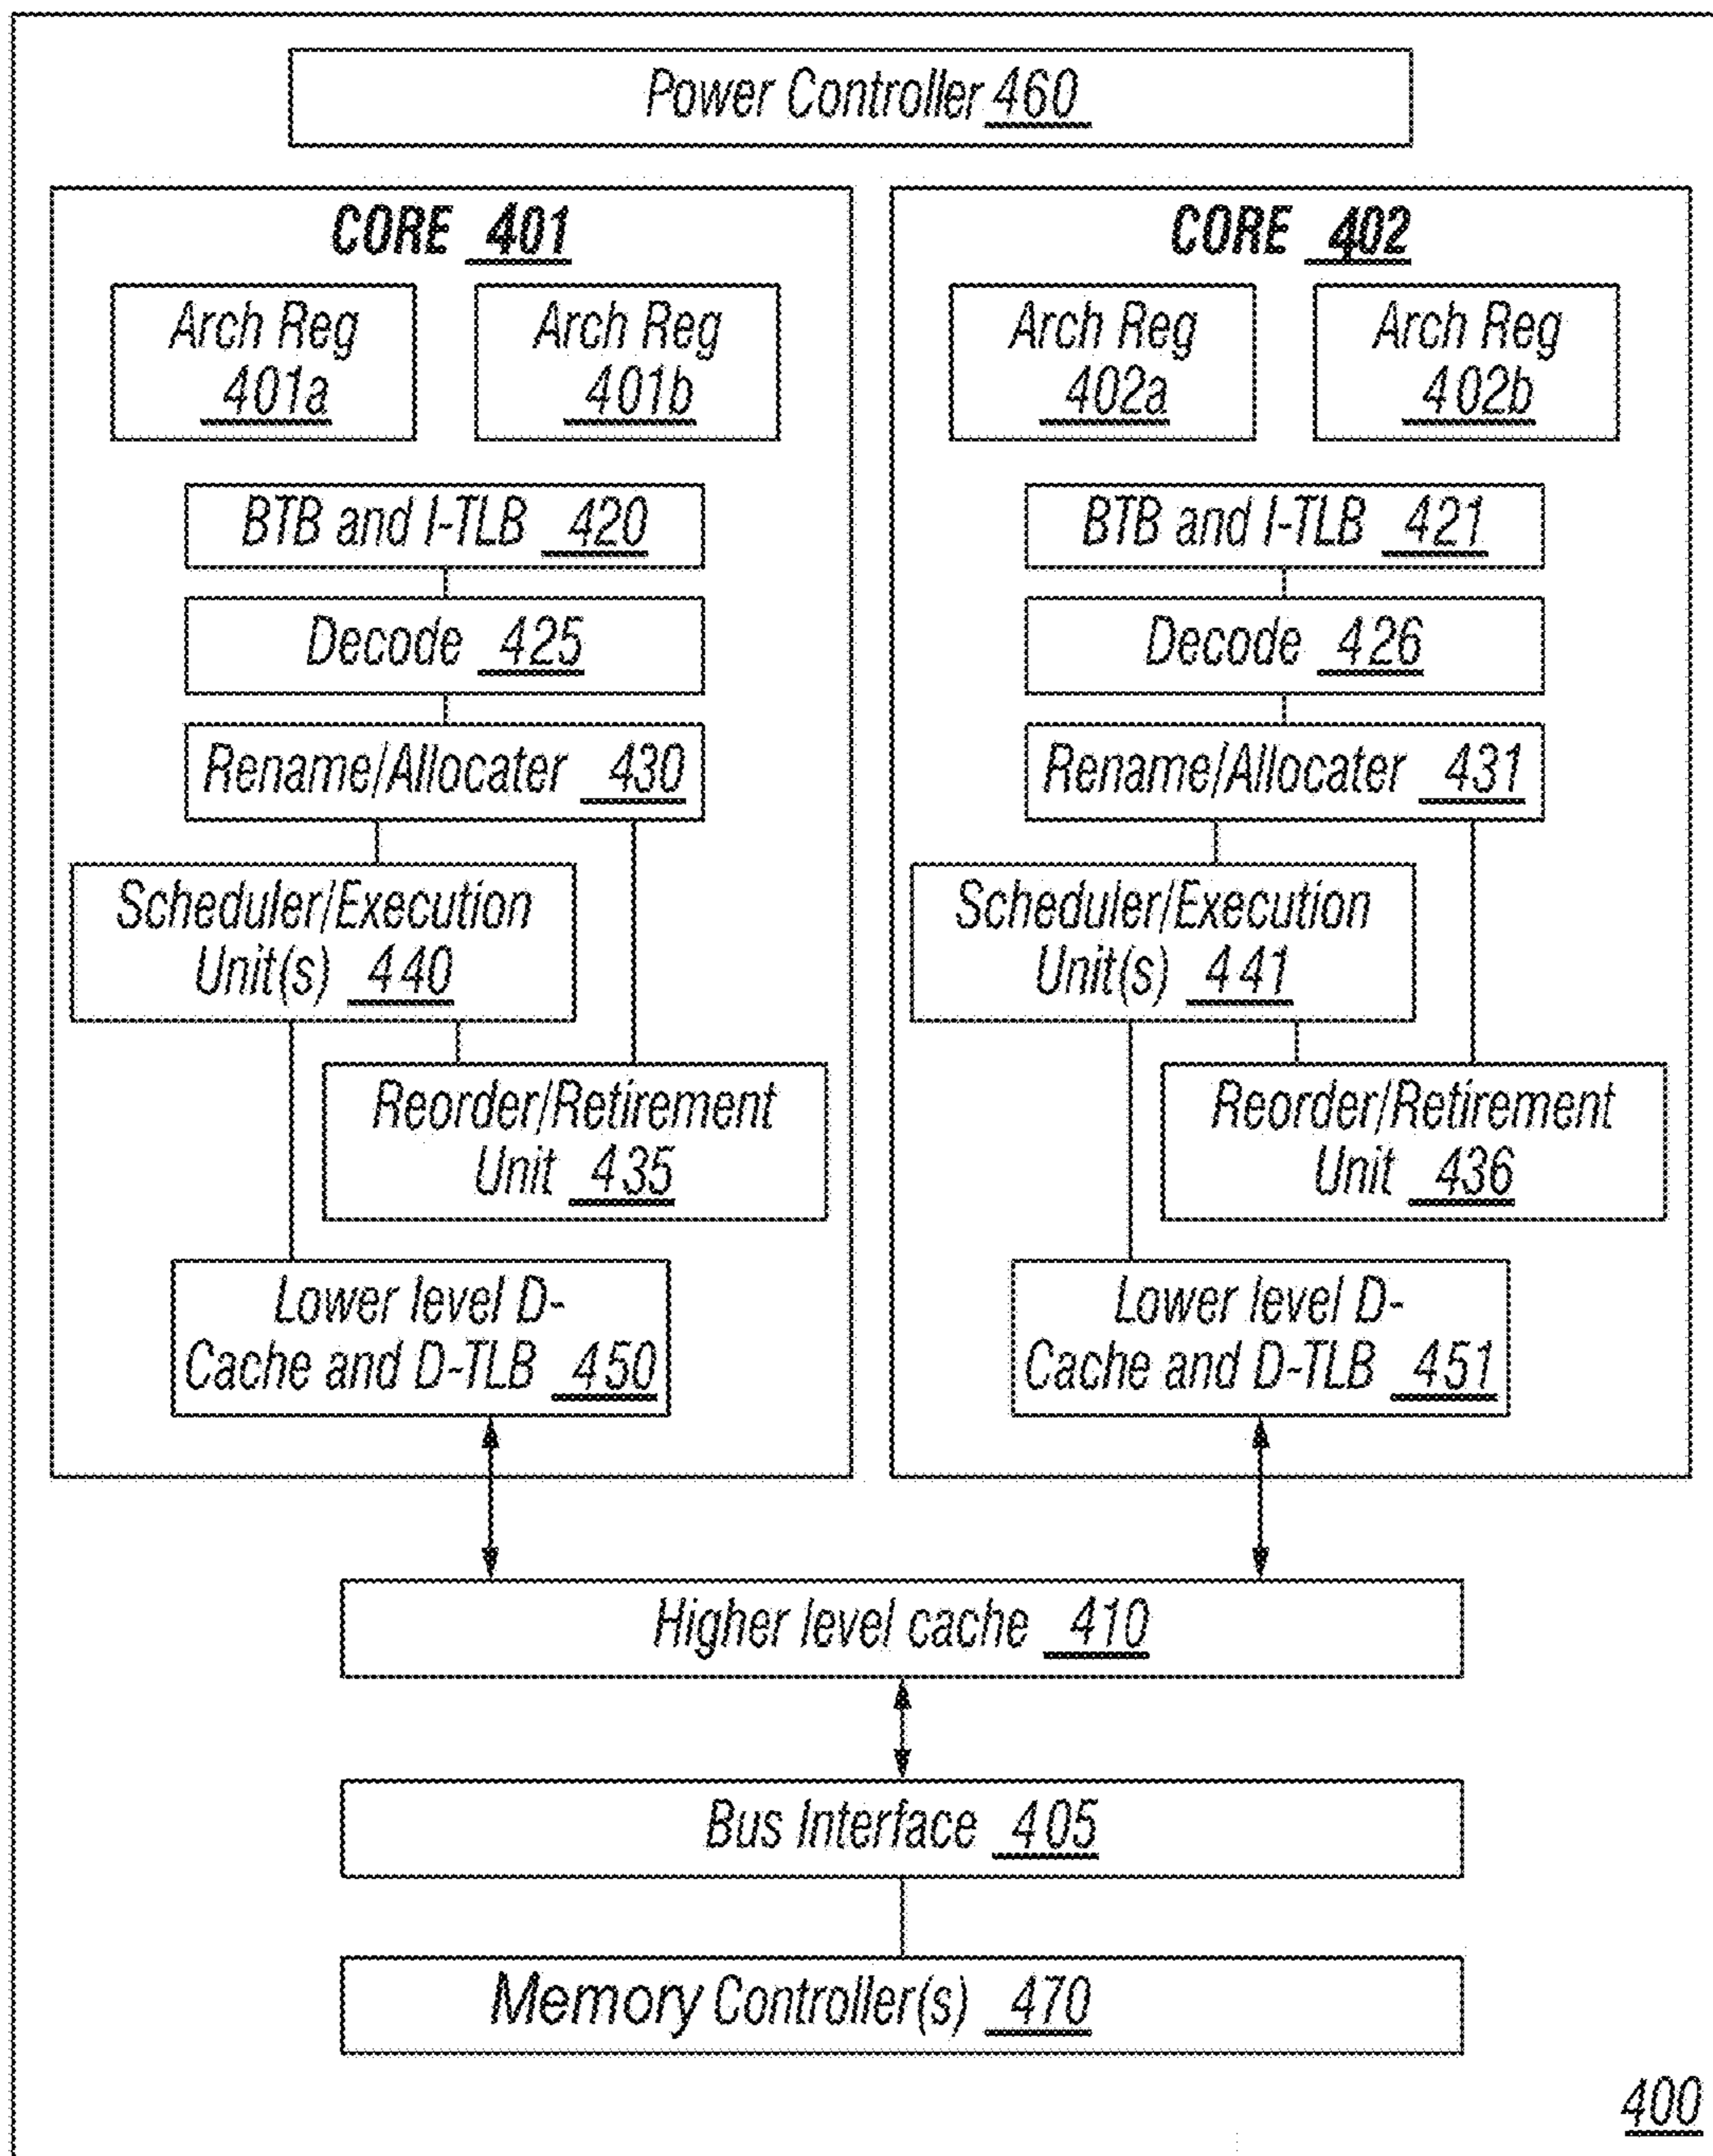 Power Controller 460
CORE 401
Arch Reg
401a
Arch Reg
401b
BTB and I-TLB 420
Decode 425
Rename/Allocater 430
Scheduler/Execution
Unit(s) 440
Reorder/Retirement
Unit 435
Lower level D-
Cache and D-TLB 450
CORE 402
Arch Reg
402a
Arch Reg
402b
BTB and I-TLB 421
Decode 426
Rename/Allocater 431
Scheduler/Execution
Unit(s) 441
Reorder/Retirement
Unit 436
Lower level D-
Cache and D-TLB 451
Higher level cache 410
Bus Interface 405
Memory Controller(s) 470
400